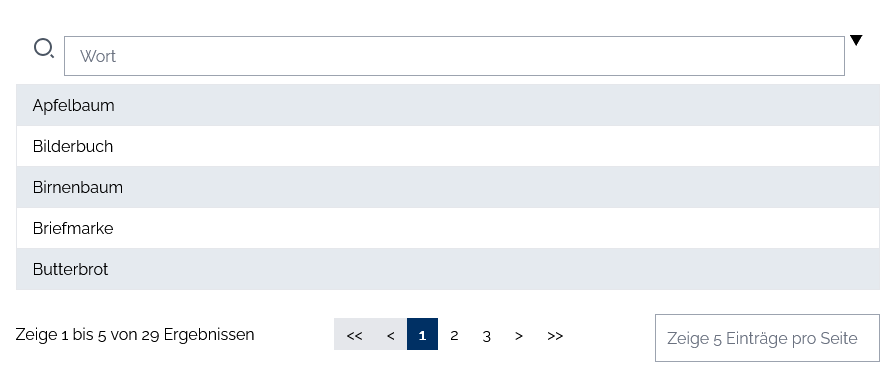 Wort
Apfelbaum
Bilderbuch
Birnenbaum
Briefmarke
Butterbrot
Zeige 1 bis 5 von 29 Ergebnissen << < 1 2 3 > >> Zeige 5 Einträge pro Seite